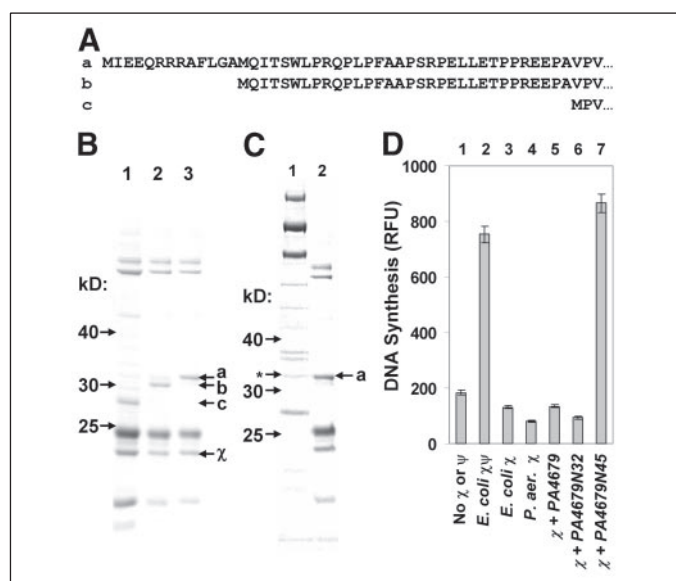 A
a MIEEQRRRAFLGAMQITSWLPRQPLPFAAPSRPELLETPPREEPAVPV...
b MQITSWLPRQPLPFAAPSRPELLETPPREEPAVPV...
c MPV...
B
1 2 3
kD:
40
30
25
a
b
c
χ
C
1 2
kD:
40
*
30
25
a
D
1 2 3 4 5 6 7
DNA Synthesis (RFU)
1000
800
600
400
200
0
No χ or ψ
E. coli χψ
E. coli χ
P. aer. χ
χ + PA4679
χ + PA4679N32
χ + PA4679N45